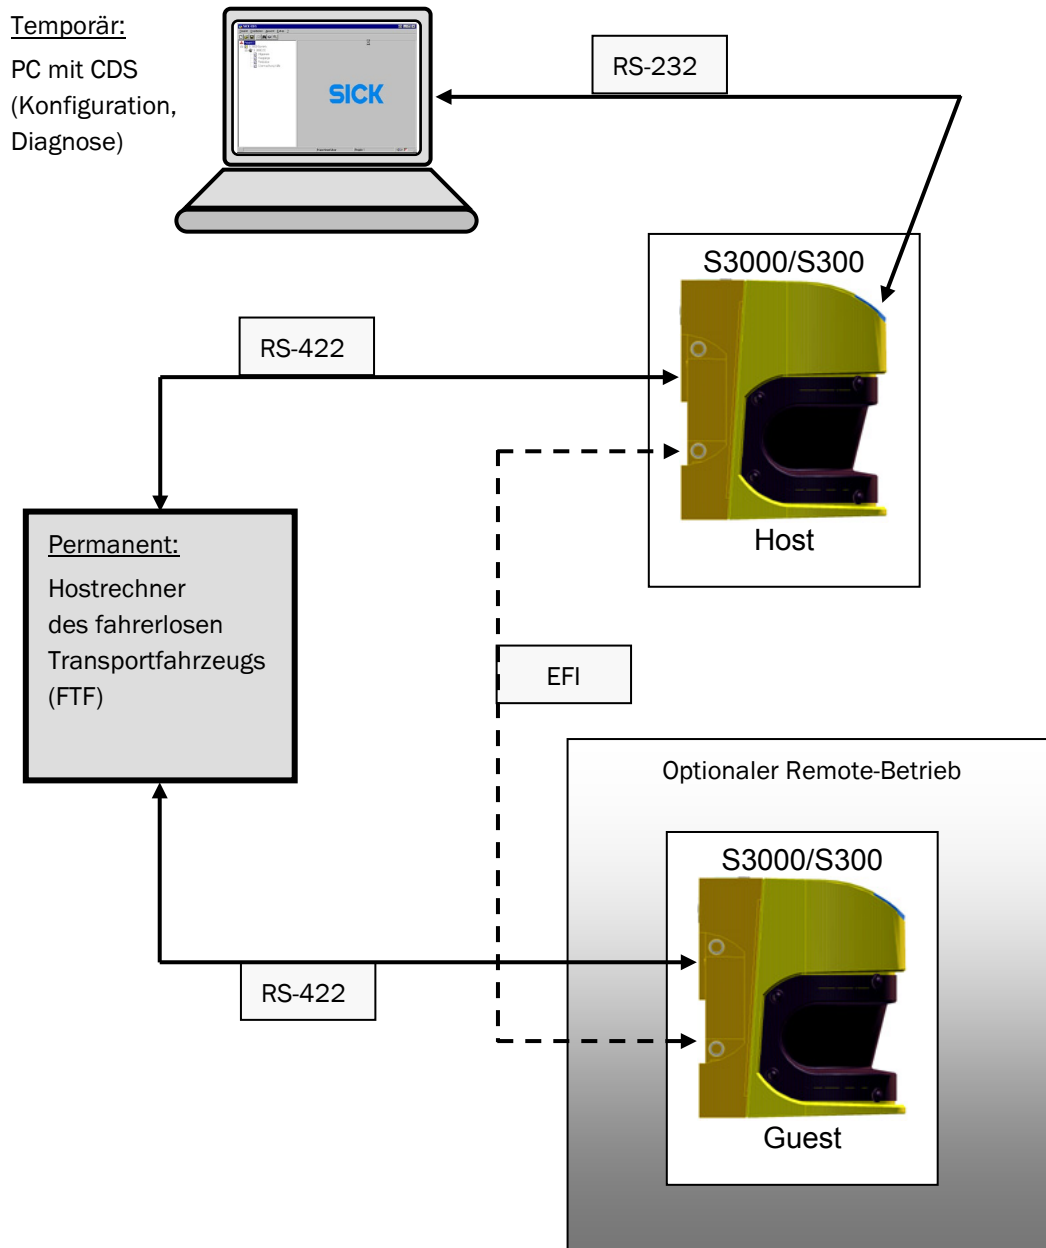 Temporär:
PC mit CDS
(Konfiguration,
Diagnose)
SICK
RS-232
S3000/S300
RS-422
Host
Permanent:
Hostrechner
des fahrerlosen
Transportfahrzeugs
(FTF)
EFI
Optionaler Remote-Betrieb
S3000/S300
RS-422
Guest